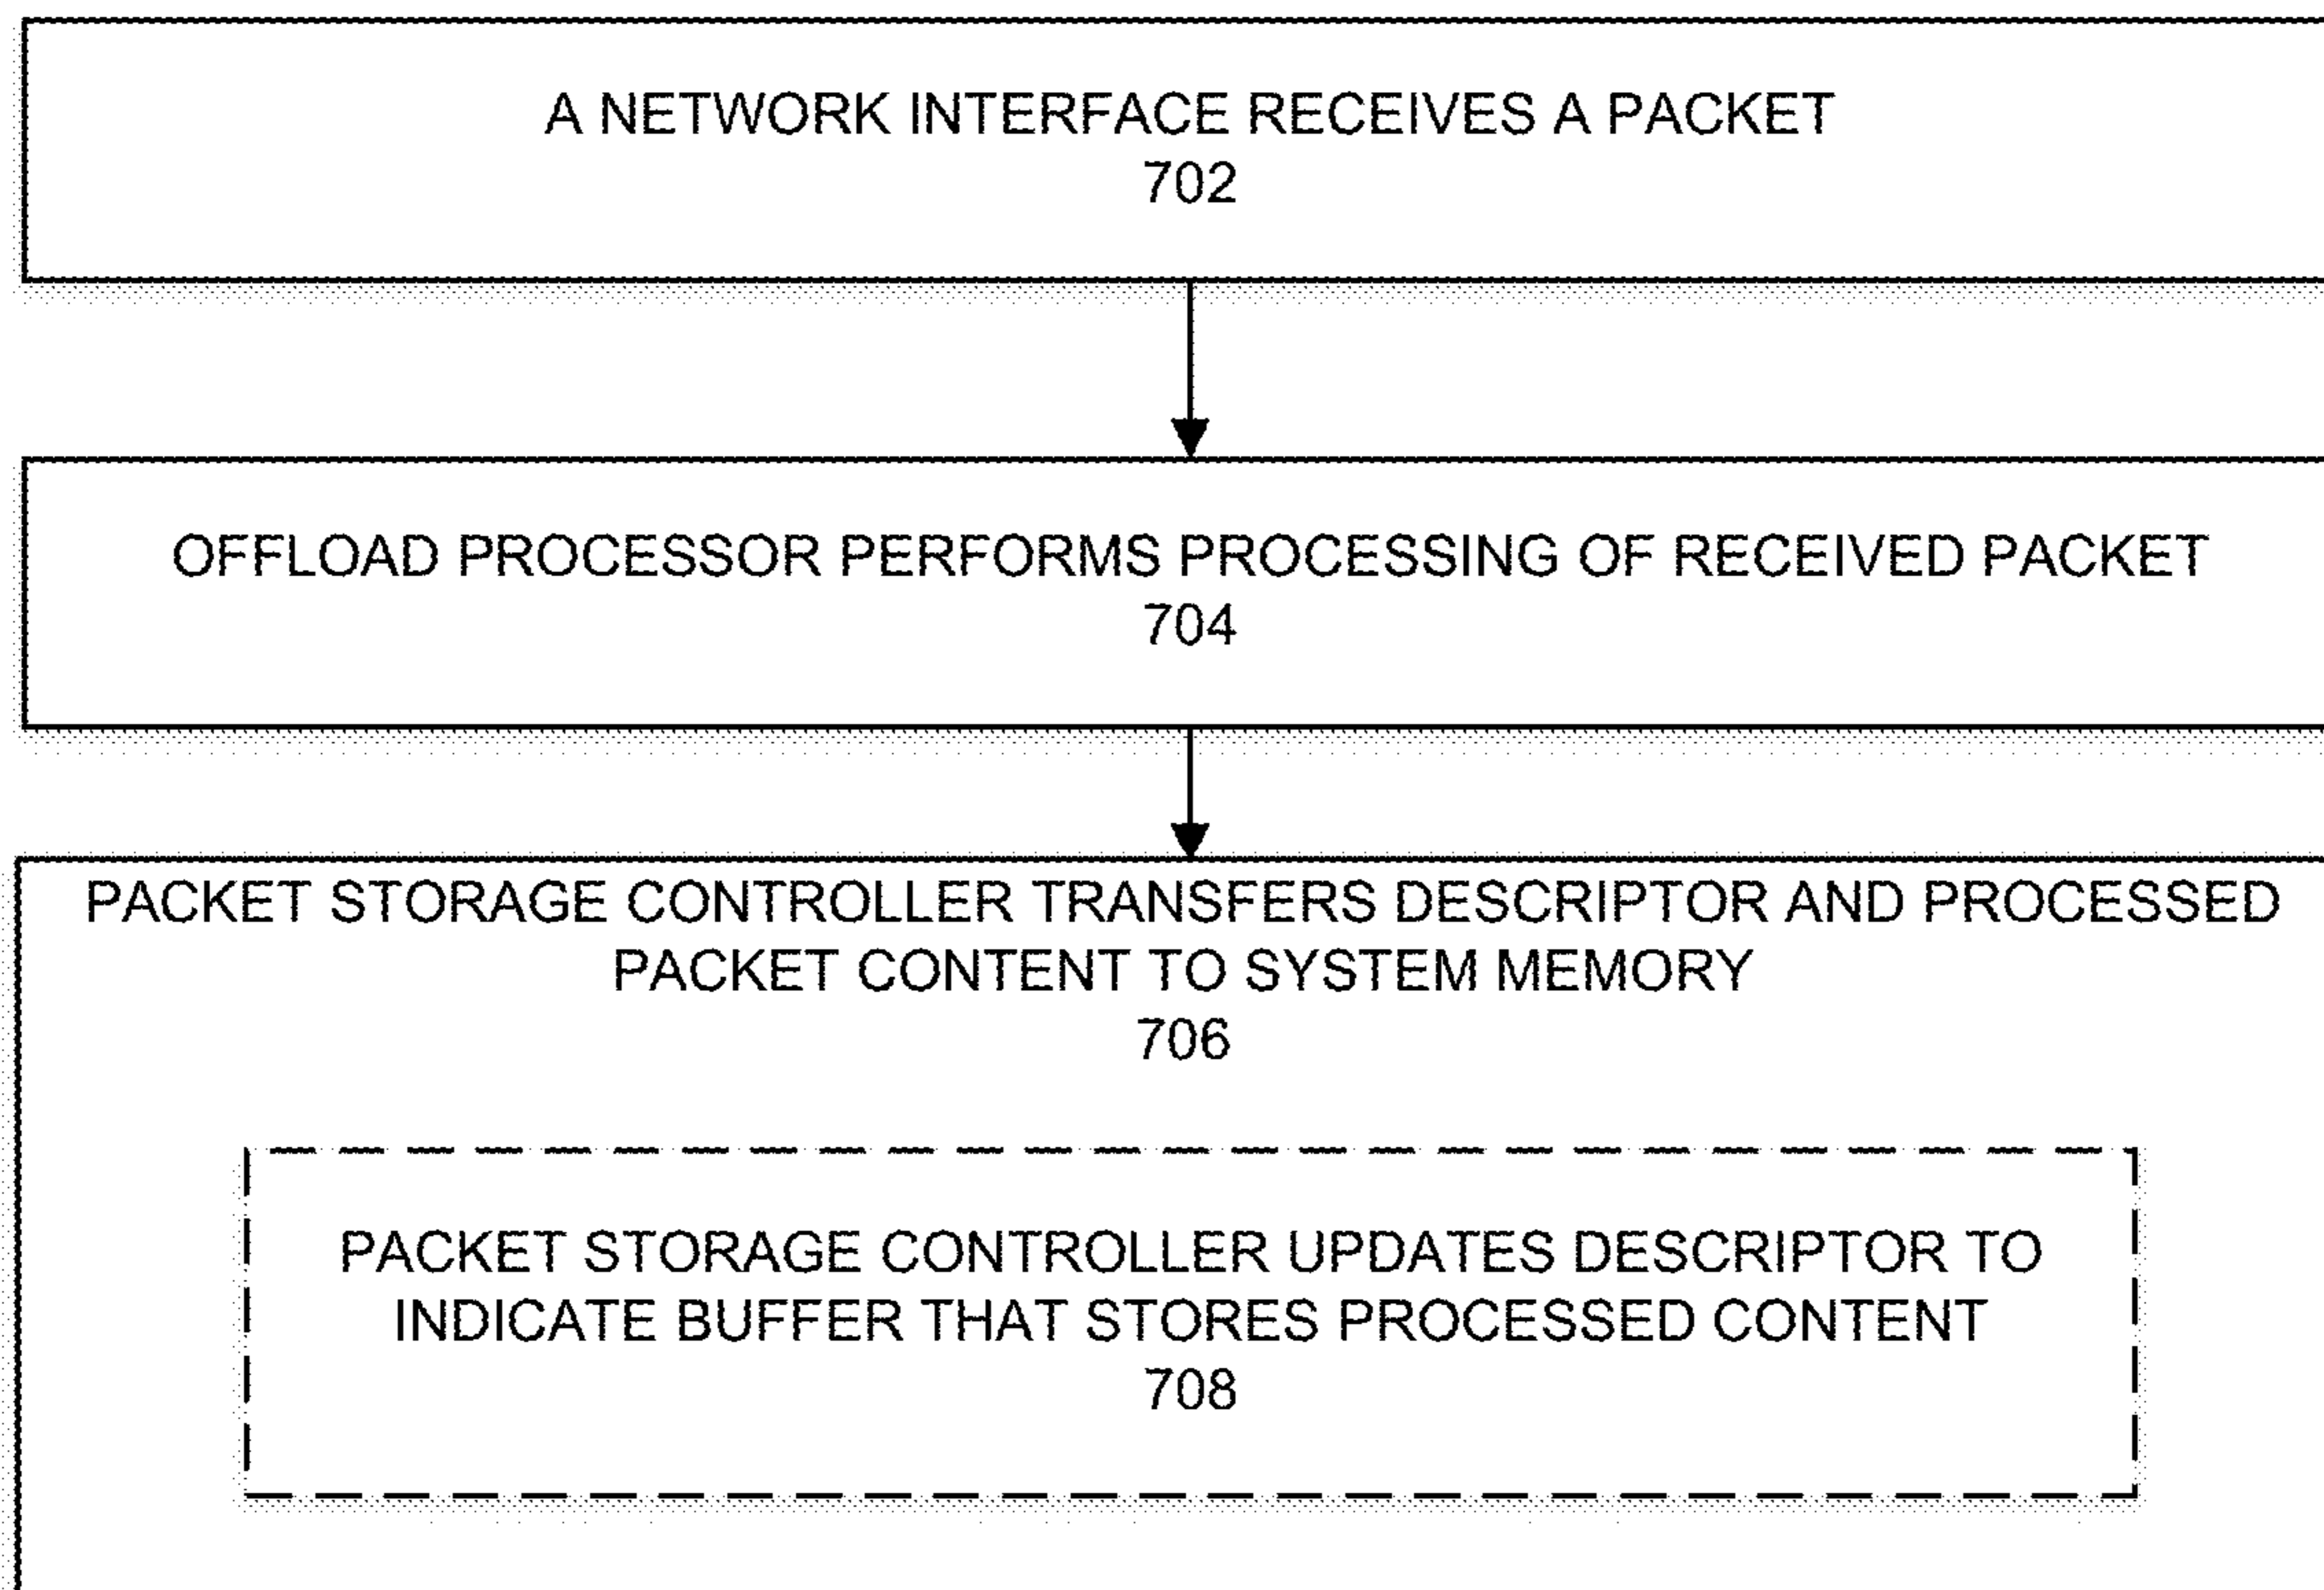 A NETWORK INTERFACE RECEIVES A PACKET
702
OFFLOAD PROCESSOR PERFORMS PROCESSING OF RECEIVED PACKET
704
PACKET STORAGE CONTROLLER TRANSFERS DESCRIPTOR AND PROCESSED
PACKET CONTENT TO SYSTEM MEMORY
706
PACKET STORAGE CONTROLLER UPDATES DESCRIPTOR TO
INDICATE BUFFER THAT STORES PROCESSED CONTENT
708